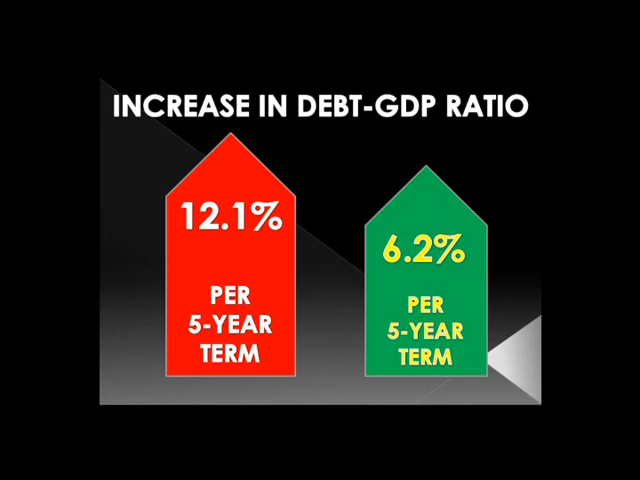 INCREASE IN DEBT-GDP RATIO
12.1%
PER
5-YEAR
TERM
6.2%
PER
5-YEAR
TERM